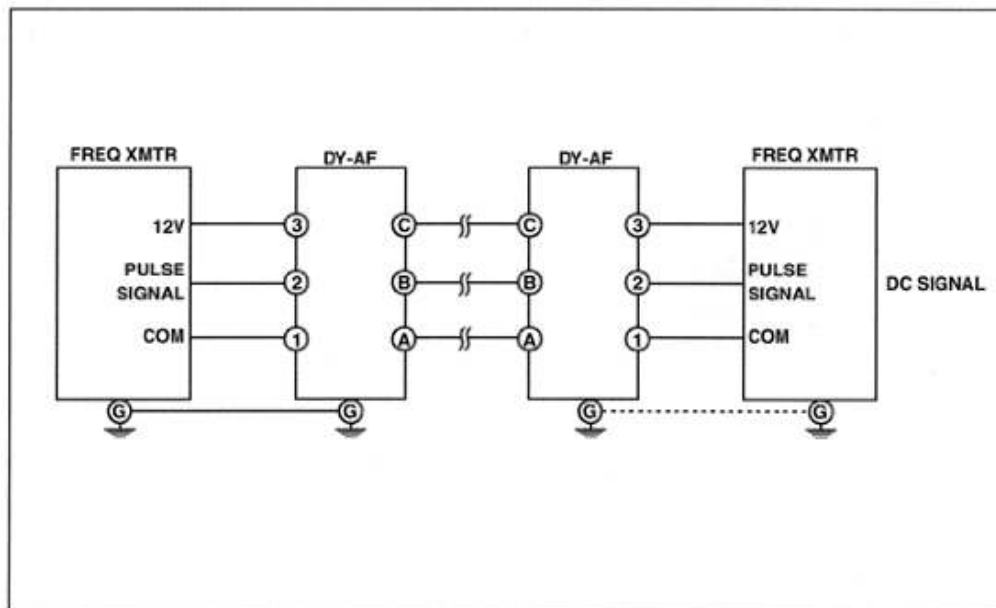 FREQ XMTR
DY-AF
DY-AF
FREQ XMTR
12V
3
C
C
3
12V
PULSE
SIGNAL
2
B
B
2
PULSE
SIGNAL
DC SIGNAL
COM
1
A
A
1
COM
G
G
G
G